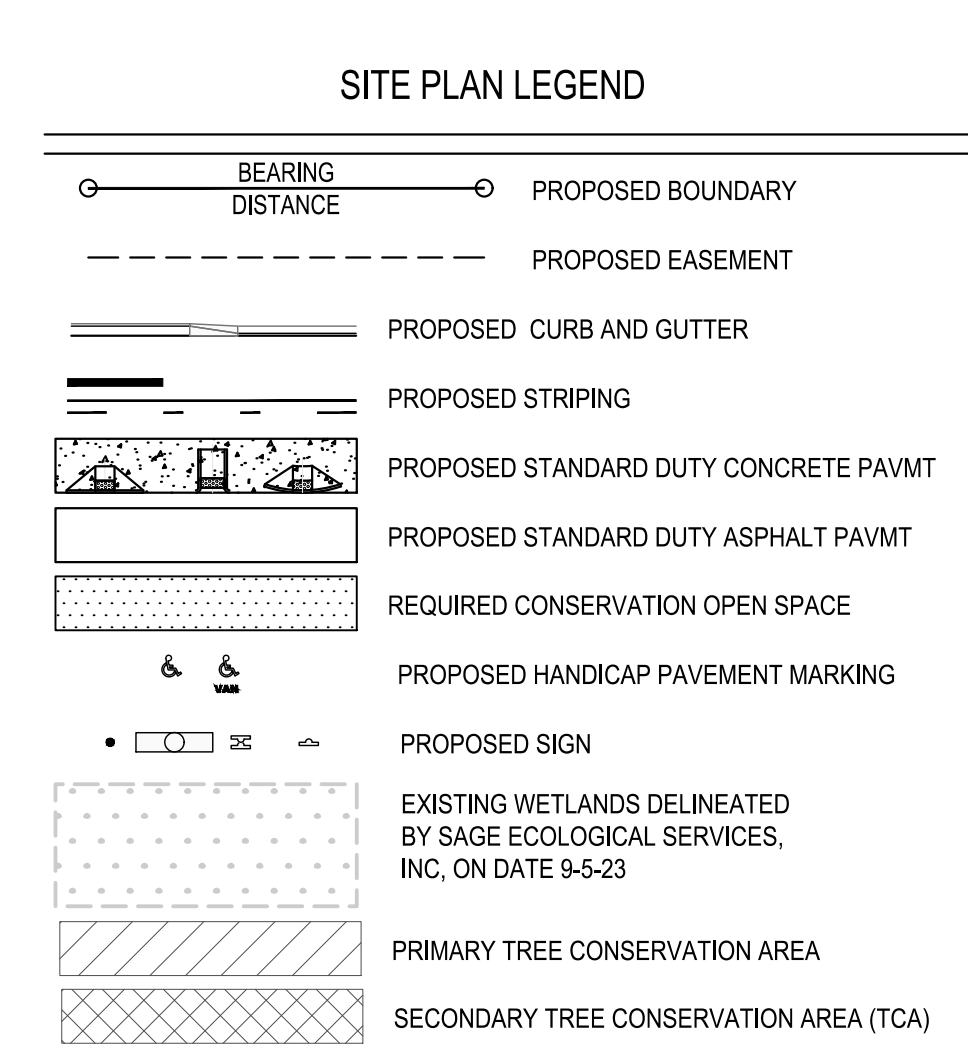 SITE PLAN LEGEND
BEARING
DISTANCE
PROPOSED BOUNDARY
PROPOSED EASEMENT
PROPOSED CURB AND GUTTER
PROPOSED STRIPING
PROPOSED STANDARD DUTY CONCRETE PAVMT
PROPOSED STANDARD DUTY ASPHALT PAVMT
REQUIRED CONSERVATION OPEN SPACE
VAN
PROPOSED HANDICAP PAVEMENT MARKING
PROPOSED SIGN
EXISTING WETLANDS DELINEATED
BY SAGE ECOLOGICAL SERVICES,
INC, ON DATE 9-5-23
PRIMARY TREE CONSERVATION AREA
SECONDARY TREE CONSERVATION AREA (TCA)